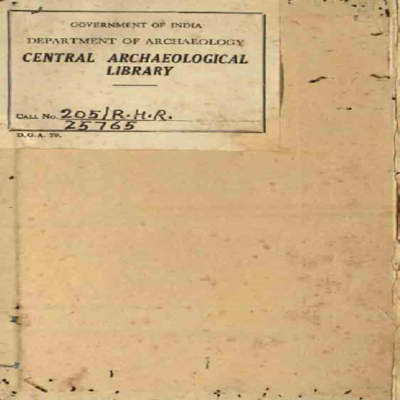 GOVERNMENT OF INDIA
DEPARTMENT OF ARCHAEOLOGY
CENTRAL ARCHAEOLOGICAL
LIBRARY
CALL No. 205/R.H.R.
25765
D.G.A. 79.